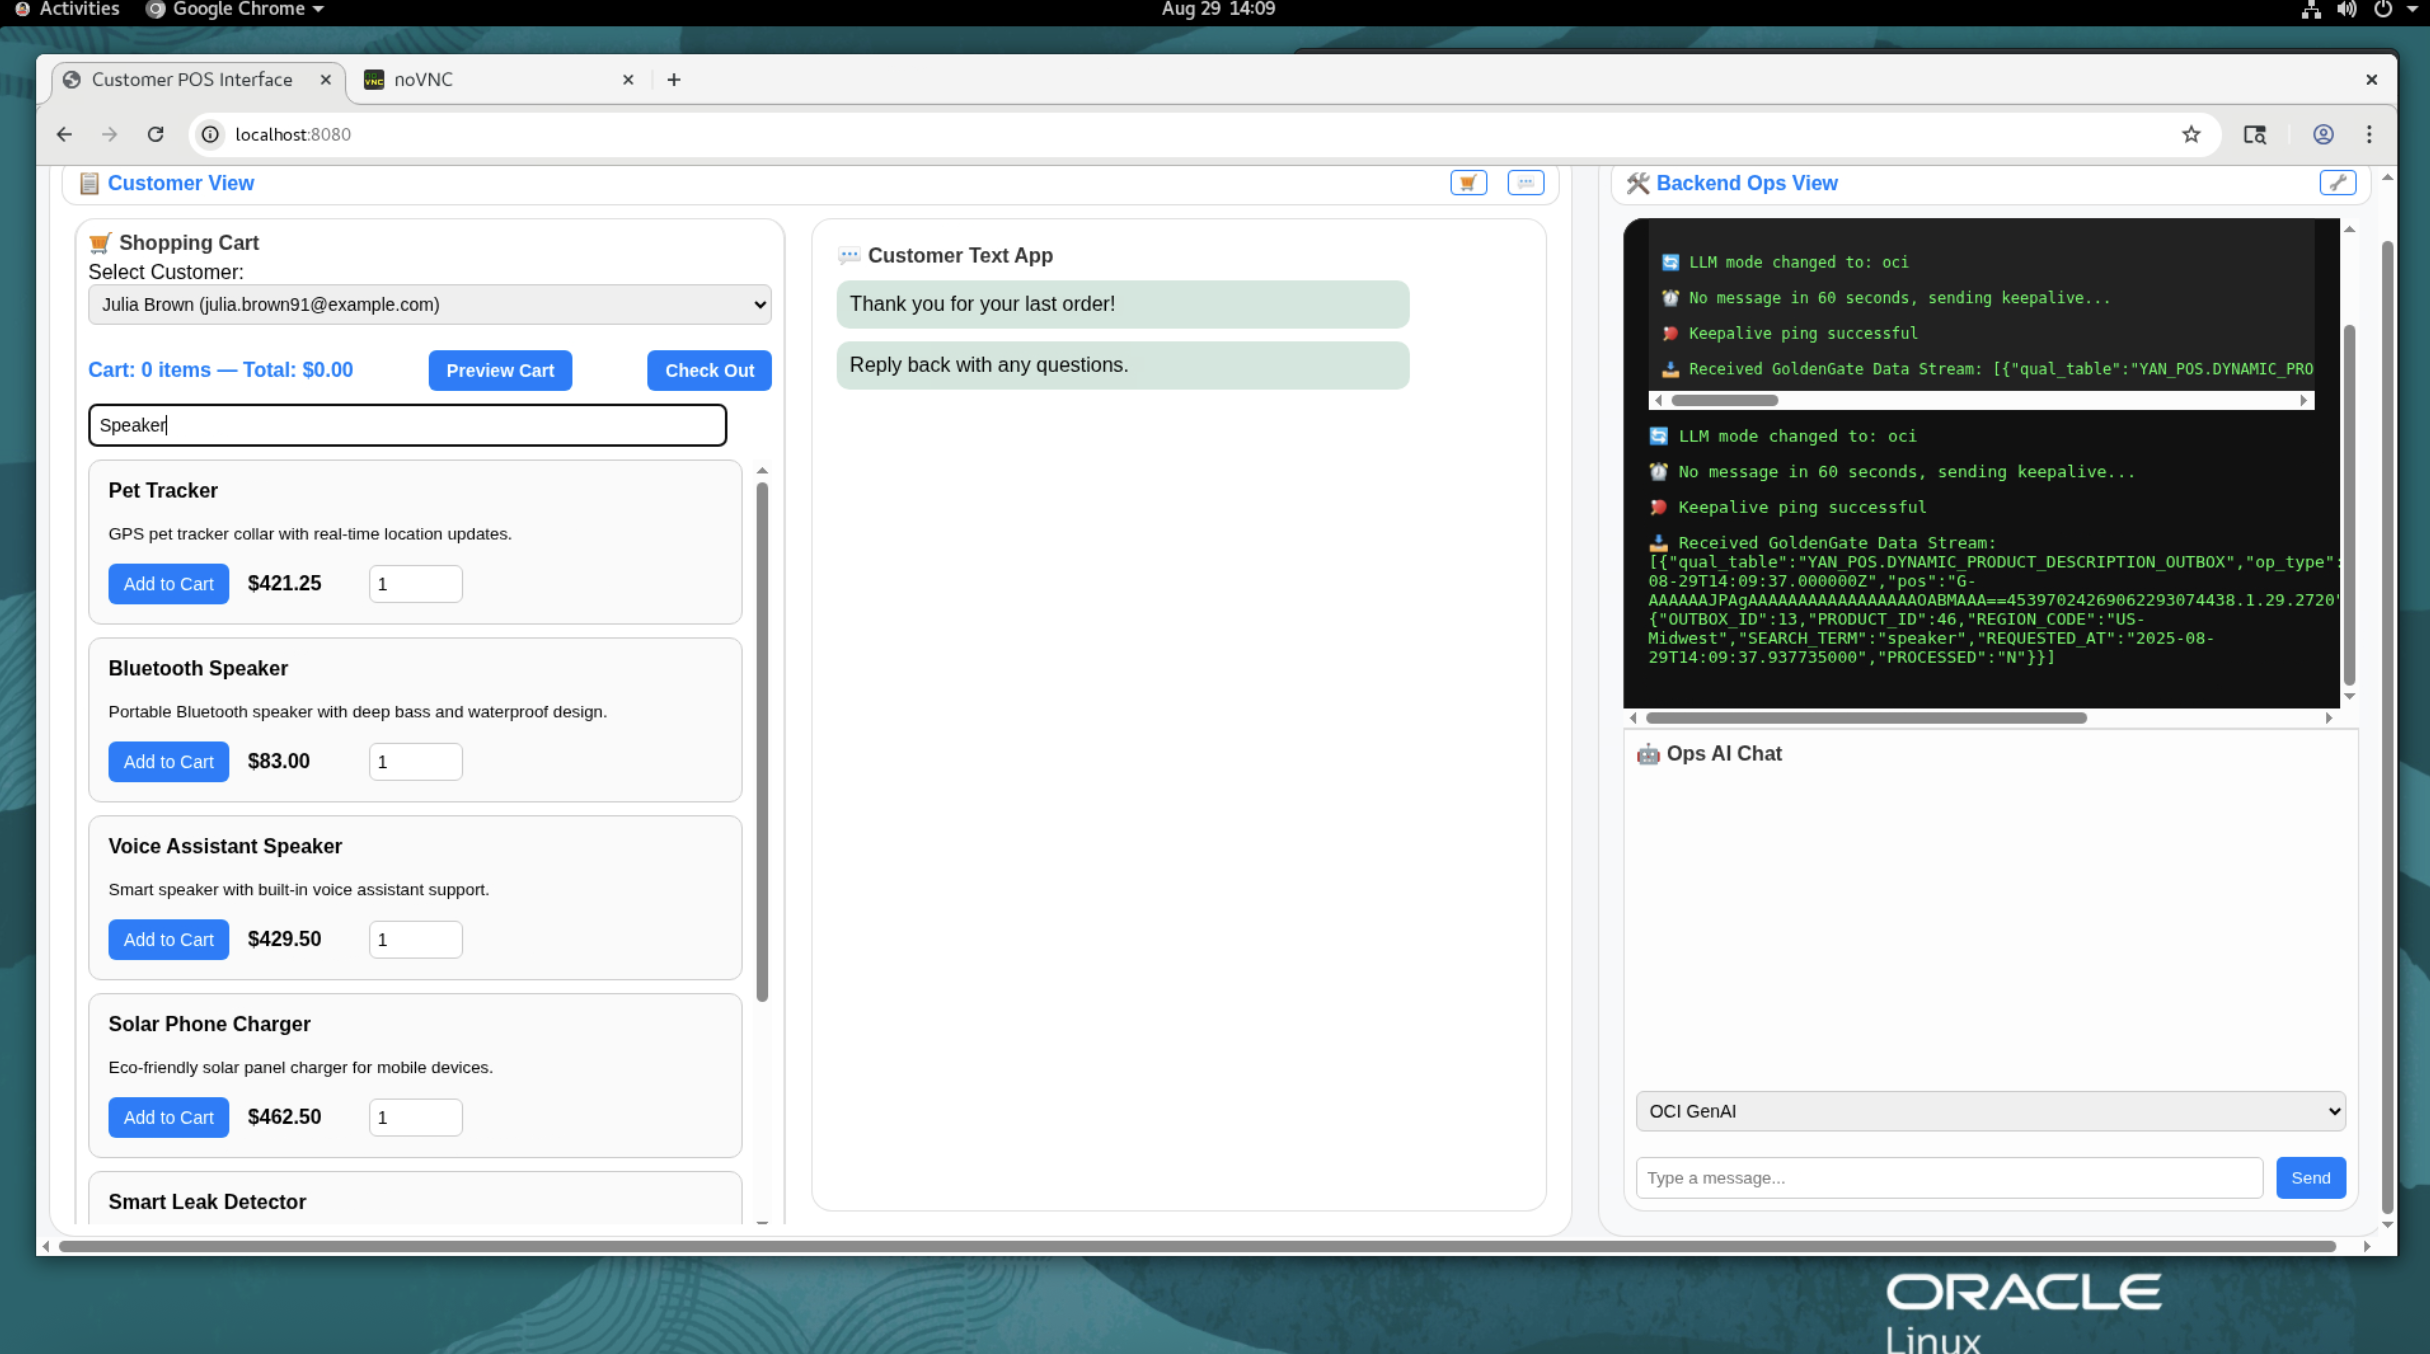 Activities
Google Chrome
Aug 29 14:09
Customer POS Interface
noVNC
localhost:8080
Customer View
Shopping Cart
Select Customer:
Julia Brown (julia.brown91@example.com)
Cart: 0 items — Total: $0.00
Preview Cart
Check Out
Speaker
Pet Tracker
GPS pet tracker collar with real-time location updates.
Add to Cart $421.25 1
Bluetooth Speaker
Portable Bluetooth speaker with deep bass and waterproof design.
Add to Cart $83.00 1
Voice Assistant Speaker
Smart speaker with built-in voice assistant support.
Add to Cart $429.50 1
Solar Phone Charger
Eco-friendly solar panel charger for mobile devices.
Add to Cart $462.50 1
Smart Leak Detector
Customer Text App
Thank you for your last order!
Reply back with any questions.
Backend Ops View
LLM mode changed to: oci
No message in 60 seconds, sending keepalive...
Keepalive ping successful
Received GoldenGate Data Stream: [{"qual_table":"YAN_POS.DYNAMIC_PRO
LLM mode changed to: oci
No message in 60 seconds, sending keepalive...
Keepalive ping successful
Received GoldenGate Data Stream:
[{"qual_table":"YAN_POS.DYNAMIC_PRODUCT_DESCRIPTION_OUTBOX","op_type":
08-29T14:09:37.000000Z","pos":"G-
AAAAAAJPAgAAAAAAAAAAAAAAAAAOABMAAA==45397024269062293074438.1.29.2720"
{"OUTBOX_ID":13,"PRODUCT_ID":46,"REGION_CODE":"US-
Midwest","SEARCH_TERM":"speaker","REQUESTED_AT":"2025-08-
29T14:09:37.937735000","PROCESSED":"N"}}]
Ops AI Chat
OCI GenAI
Type a message...
Send
ORACLE
Linux